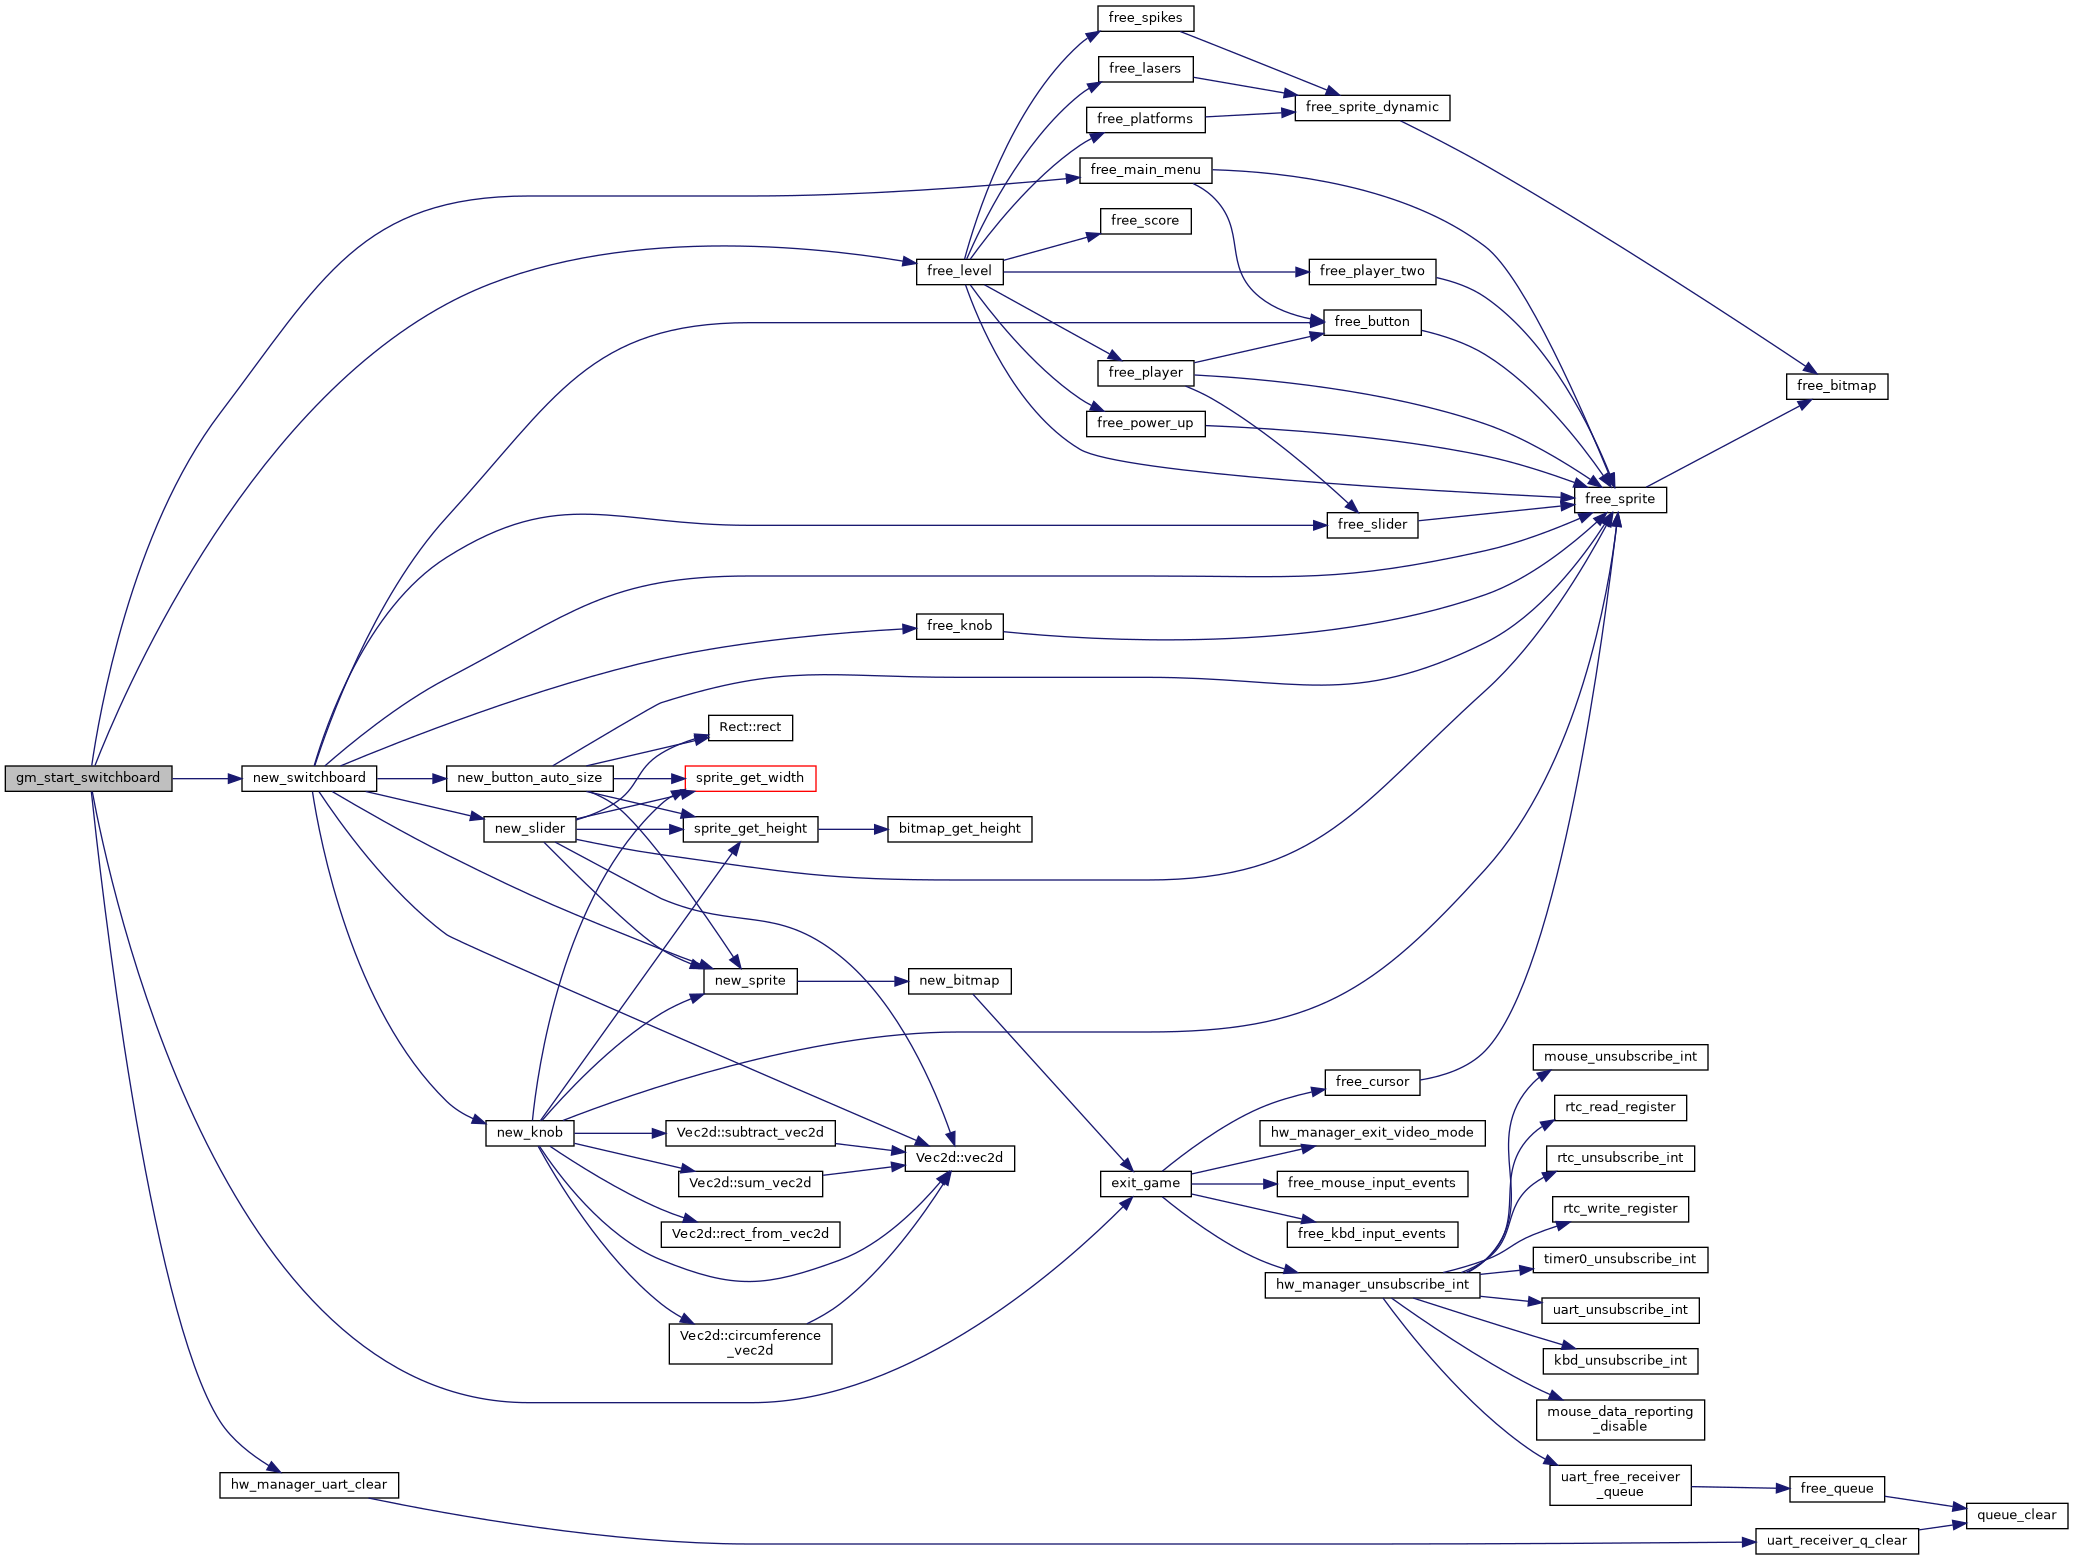 free_spikes
free_lasers
free_sprite_dynamic
free_platforms
free_main_menu
free_score
free_level
free_player_two
free_button
free_player
free_bitmap
free_power_up
free_sprite
free_slider
free_knob
Rect::rect
gm_start_switchboard
new_switchboard
new_button_auto_size
sprite_get_width
new_slider
sprite_get_height
bitmap_get_height
new_sprite
new_bitmap
mouse_unsubscribe_int
free_cursor
rtc_read_register
new_knob
Vec2d::subtract_vec2d
hw_manager_exit_video_mode
Vec2d::vec2d
rtc_unsubscribe_int
Vec2d::sum_vec2d
exit_game
free_mouse_input_events
rtc_write_register
Vec2d::rect_from_vec2d
free_kbd_input_events
timer0_unsubscribe_int
hw_manager_unsubscribe_int
uart_unsubscribe_int
Vec2d::circumference
_vec2d
kbd_unsubscribe_int
mouse_data_reporting
_disable
hw_manager_uart_clear
uart_free_receiver
_queue
free_queue
queue_clear
uart_receiver_q_clear